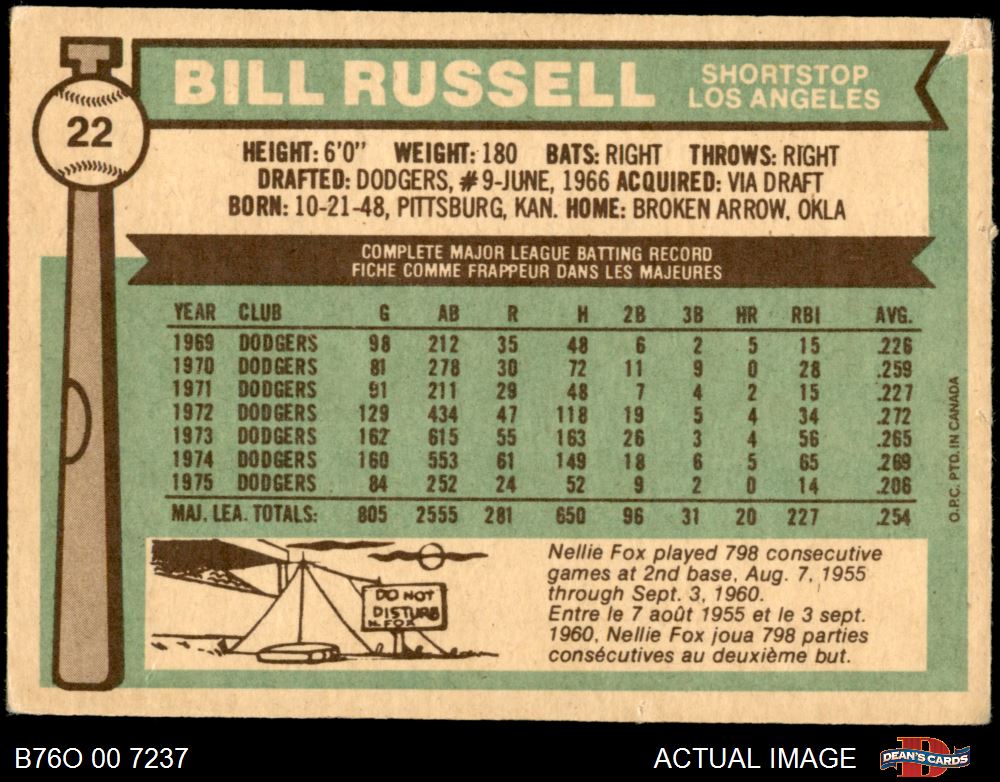 22
BILL RUSSELL
SHORTSTOP
LOS ANGELES
HEIGHT: 6'0" WEIGHT: 180 BATS: RIGHT THROWS: RIGHT
DRAFTED: DODGERS, #9-JUNE, 1966 ACQUIRED: VIA DRAFT
BORN: 10-21-48, PITTSBURG, KAN. HOME: BROKEN ARROW, OKLA
COMPLETE MAJOR LEAGUE BATTING RECORD
FICHE COMME FRAPPEUR DANS LES MAJEURES
YEAR CLUB G AB R H 2B 3B HR RBI AVG.
1969 DODGERS 98 212 35 48 6 2 5 15 .226
1970 DODGERS 81 278 30 72 11 9 0 28 .259
1971 DODGERS 91 211 29 48 7 4 2 15 .227
1972 DODGERS 129 434 47 118 19 5 4 34 .272
1973 DODGERS 162 615 55 163 26 3 4 56 .265
1974 DODGERS 160 553 61 149 18 6 5 65 .269
1975 DODGERS 84 252 24 52 9 2 0 14 .206
MAJ. LEA. TOTALS: 805 2555 281 650 96 31 20 227 .254
O.P.C. PTD. IN CANADA
DO NOT
DISTURB
N. FOX
Nellie Fox played 798 consecutive
games at 2nd base, Aug. 7, 1955
through Sept. 3, 1960.
Entre le 7 août 1955 et le 3 sept.
1960, Nellie Fox joua 798 parties
consécutives au deuxième but.
B76O 00 7237
ACTUAL IMAGE
DEAN'S CARDS